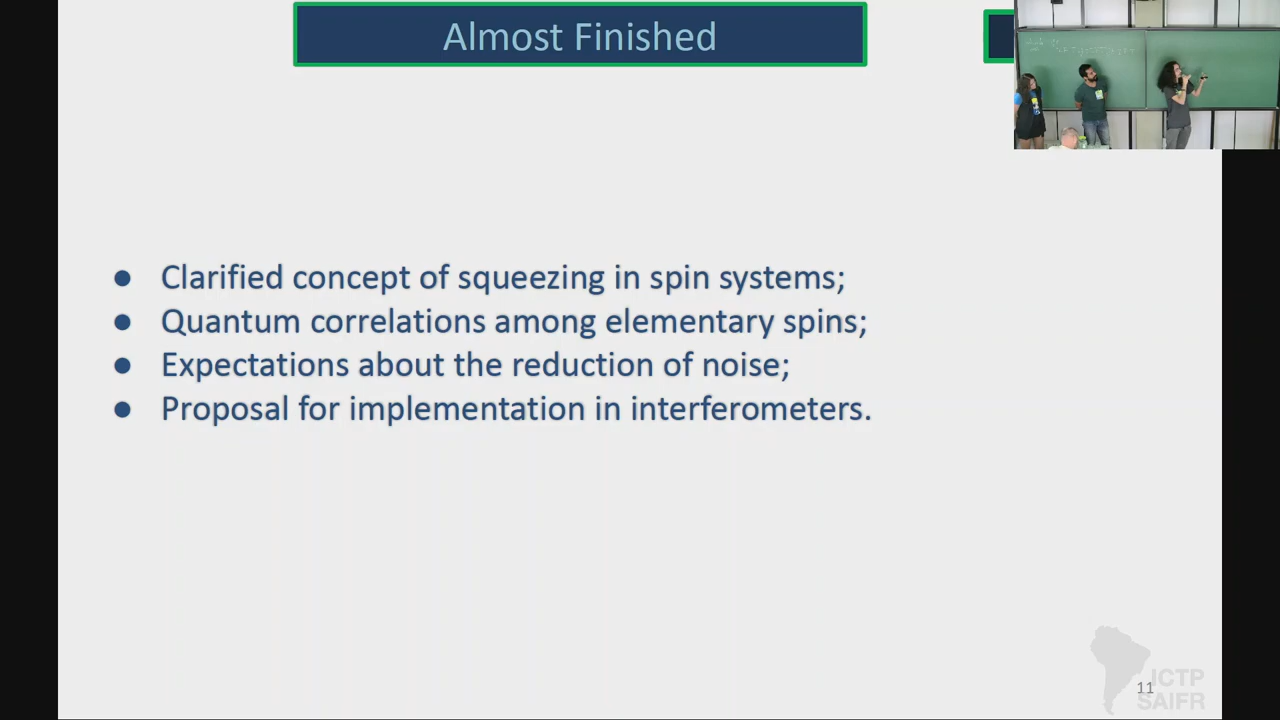 Almost Finished
● Clarified concept of squeezing in spin systems;
● Quantum correlations among elementary spins;
● Expectations about the reduction of noise;
● Proposal for implementation in interferometers.
11
ICTP
SAIFR